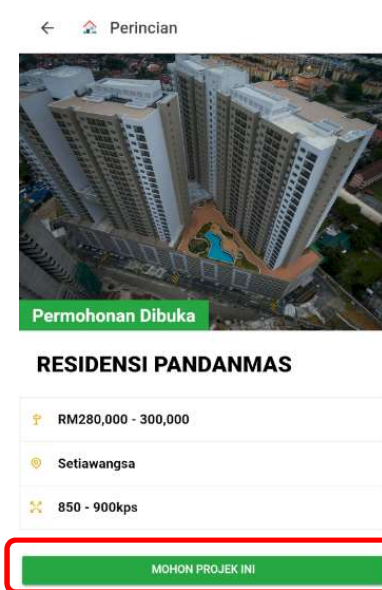 Perincian
Permohonan Dibuka
RESIDENSI PANDANMAS
RM280,000 - 300,000
Setiawangsa
850 - 900kps
MOHON PROJEK INI